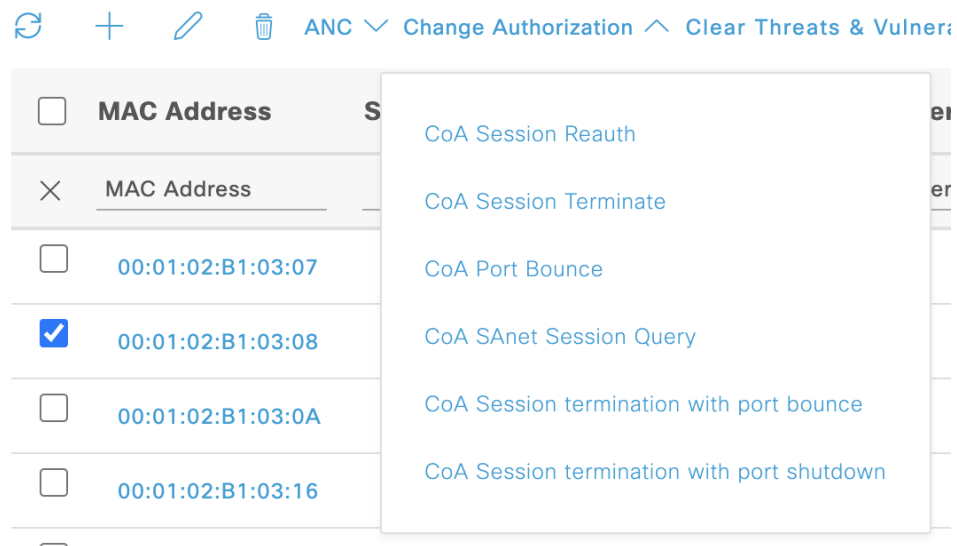 ANC Change Authorization Clear Threats &
MAC Address
MAC Address
00:01:02:B1:03:07
00:01:02:B1:03:08
00:01:02:B1:03:0A
00:01:02:B1:03:16
CoA Session Reauth
CoA Session Terminate
CoA Port Bounce
CoA SAnet Session Query
CoA Session termination with port bounce
CoA Session termination with port shutdown